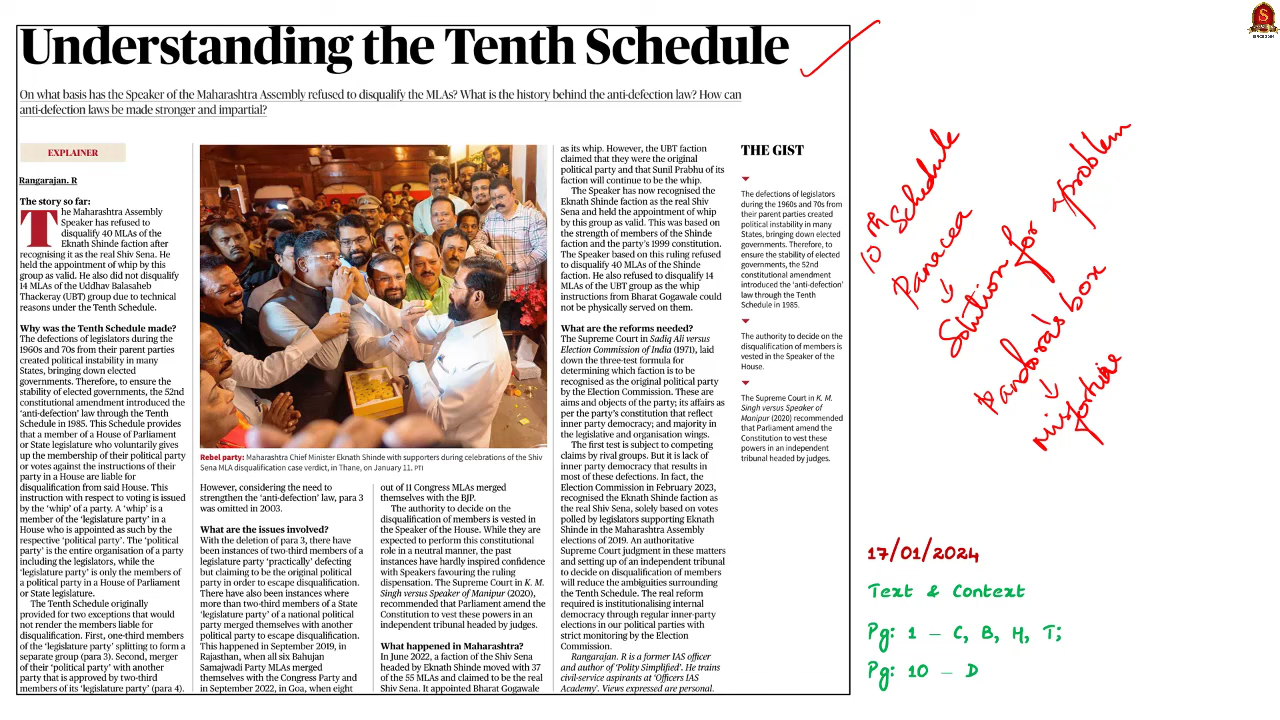 Understanding the Tenth Schedule
On what basis has the Speaker of the Maharashtra Assembly refused to disqualify the MLAs? What is the history behind the anti-defection law? How can
anti-defection laws be made stronger and impartial?
EXPLAINER
Rangarajan. R
The story so far:
The Maharashtra Assembly
Speaker has refused to
disqualify 40 MLAs of the
Eknath Shinde faction after
recognising it as the real Shiv Sena. He
held the appointment of whip by this
group as valid. He also did not disqualify
14 MLAs of the Uddhav Balasaheb
Thackeray (UBT) group due to technical
reasons under the Tenth Schedule.
Why was the Tenth Schedule made?
The defections of legislators during the
1960s and 70s from their parent parties
created political instability in many
States, bringing down elected
governments. Therefore, to ensure the
stability of elected governments, the 52nd
constitutional amendment introduced the
‘anti-defection’ law through the Tenth
Schedule in 1985. This Schedule provides
that a member of a House of Parliament
or State legislature who voluntarily gives
up the membership of their political party
or votes against the instructions of their
party in a House are liable for
disqualification from said House. This
instruction with respect to voting is issued
by the ‘whip’ of a party. A ‘whip’ is a
member of the ‘legislature party’ in a
House who is appointed as such by the
respective ‘political party’. The ‘political
party’ is the entire organisation of a party
including the legislators, while the
‘legislature party’ is only the members of
a political party in a House of Parliament
or State legislature.
The Tenth Schedule originally
provided for two exceptions that would
not render the members liable for
disqualification. First, one-third members
of the ‘legislature party’ splitting to form a
separate group (para 3). Second, merger
of their ‘political party’ with another
party that is approved by two-third
members of its ‘legislature party’ (para 4).
Rebel party: Maharashtra Chief Minister Eknath Shinde with supporters during celebrations of the Shiv
Sena MLA disqualification case verdict, in Thane, on January 11. PTI
However, considering the need to
strengthen the ‘anti-defection’ law, para 3
was omitted in 2003.
What are the issues involved?
With the deletion of para 3, there have
been instances of two-third members of a
legislature party ‘practically’ defecting
but claiming to be the original political
party in order to escape disqualification.
There have also been instances where
more than two-third members of a State
‘legislature party’ of a national political
party merged themselves with another
political party to escape disqualification.
This happened in September 2019, in
Rajasthan, when all six Bahujan
Samajwadi Party MLAs merged
themselves with the Congress Party and
in September 2022, in Goa, when eight
out of 11 Congress MLAs merged
themselves with the BJP.
The authority to decide on the
disqualification of members is vested in
the Speaker of the House. While they are
expected to perform this constitutional
role in a neutral manner, the past
instances have hardly inspired confidence
with Speakers favouring the ruling
dispensation. The Supreme Court in K. M.
Singh versus Speaker of Manipur (2020),
recommended that Parliament amend the
Constitution to vest these powers in an
independent tribunal headed by judges.
What happened in Maharashtra?
In June 2022, a faction of the Shiv Sena
headed by Eknath Shinde moved with 37
of the 55 MLAs and claimed to be the real
Shiv Sena. It appointed Bharat Gogawale
as its whip. However, the UBT faction
claimed that they were the original
political party and that Sunil Prabhu of its
faction will continue to be the whip.
The Speaker has now recognised the
Eknath Shinde faction as the real Shiv
Sena and held the appointment of whip
by this group as valid. This was based on
the strength of members of the Shinde
faction and the party’s 1999 constitution.
The Speaker based on this ruling refused
to disqualify 40 MLAs of the Shinde
faction. He also refused to disqualify 14
MLAs of the UBT group as the whip
instructions from Bharat Gogawale could
not be physically served on them.
What are the reforms needed?
The Supreme Court in Sadiq Ali versus
Election Commission of India (1971), laid
down the three-test formula for
determining which faction is to be
recognised as the original political party
by the Election Commission. These are
aims and objects of the party; its affairs as
per the party’s constitution that reflect
inner party democracy; and majority in
the legislative and organisation wings.
The first test is subject to competing
claims by rival groups. But it is lack of
inner party democracy that results in
most of these defections. In fact, the
Election Commission in February 2023,
recognised the Eknath Shinde faction as
the real Shiv Sena, solely based on votes
polled by legislators supporting Eknath
Shinde in the Maharashtra Assembly
elections of 2019. An authoritative
Supreme Court judgment in these matters
and setting up of an independent tribunal
to decide on disqualification of members
will reduce the ambiguities surrounding
the Tenth Schedule. The real reform
required is institutionalising internal
democracy through regular inner-party
elections in our political parties with
strict monitoring by the Election
Commission.
Rangarajan. R is a former IAS officer
and author of ‘Polity Simplified’. He trains
civil-service aspirants at ‘Officers IAS
Academy’. Views expressed are personal.
THE GIST
The defections of legislators
during the 1960s and 70s from
their parent parties created
political instability in many
States, bringing down elected
governments. Therefore, to
ensure the stability of elected
governments, the 52nd
constitutional amendment
introduced the ‘anti-defection’
law through the Tenth
Schedule in 1985.
The authority to decide on the
disqualification of members is
vested in the Speaker of the
House.
The Supreme Court in K. M.
Singh versus Speaker of
Manipur (2020) recommended
that Parliament amend the
Constitution to vest these
powers in an independent
tribunal headed by judges.
10th Schedule
Panacea
Solution for problem
Pandora's box
misfortune
17/01/2024
Text & Context
Pg: 1 – C, B, H, T;
Pg: 10 – D
S